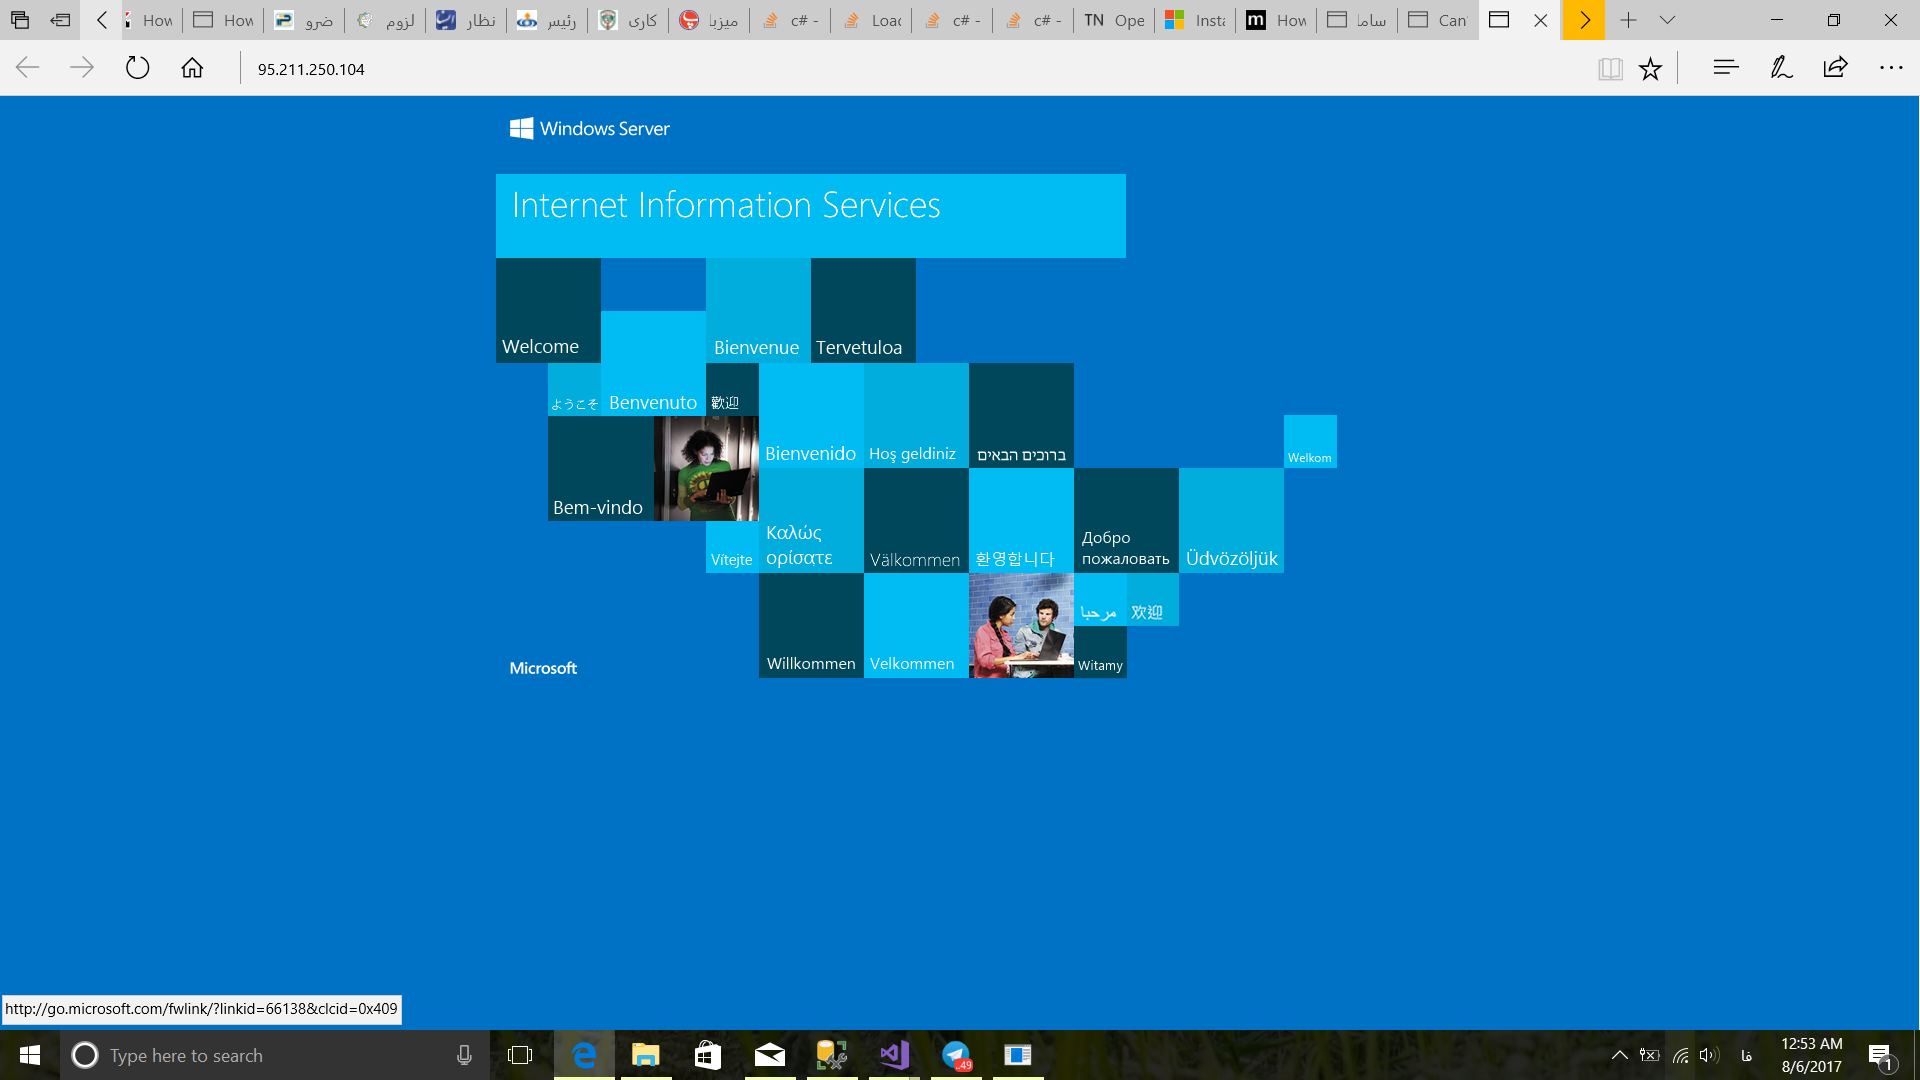 How
How
ضرو
لزوم
نظار
رئیس
کاری
میزبا
c# -
Load
c# -
c# -
TN Ope
Insta
m How
ساما
Can'
95.211.250.104
Windows Server
Internet Information Services
Welcome
Bienvenue
Tervetuloa
ようこそ
Benvenuto
歡迎
Bienvenido
Hoş geldiniz
ברוכים הבאים
Welkom
Bem-vindo
Vítejte
Καλώς
ορίσατε
Välkommen
환영합니다
Добро
пожаловать
Üdvözöljük
مرحبا
欢迎
Willkommen
Velkommen
Witamy
Microsoft
http://go.microsoft.com/fwlink/?linkid=66138&clcid=0x409
Type here to search
.49
فا
12:53 AM
8/6/2017
1